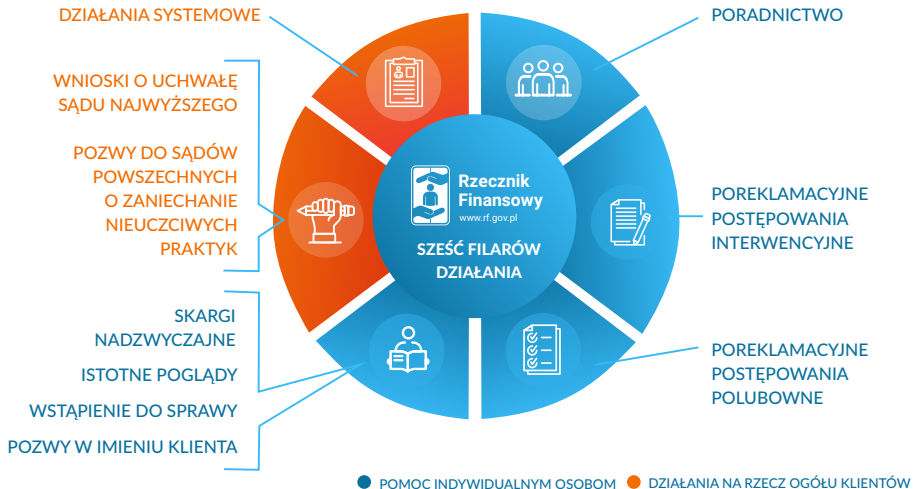 DZIAŁANIA SYSTEMOWE
WNIOSKI O UCHWAŁĘ
SĄDU NAJWYŻSZEGO
POZWY DO SĄDÓW
POWSZECHNYCH
O ZANIECHANIE
NIEUCZCIWYCH
PRAKTYK
SKARGI
NADZWYCZAJNE
ISTOTNE POGLĄDY
WSTĄPIENIE DO SPRAWY
POZWY W IMIENIU KLIENTA
Rzecznik
Finansowy
www.rf.gov.pl
SZEŚĆ FILARÓW
DZIAŁANIA
PORADNICTWO
POREKLAMACYJNE
POSTĘPOWANIA
INTERWENCYJNE
POREKLAMACYJNE
POSTĘPOWANIA
POLUBOWNE
POMOC INDYWIDUALNYM OSOBOM
DZIAŁANIA NA RZECZ OGÓŁU KLIENTÓW